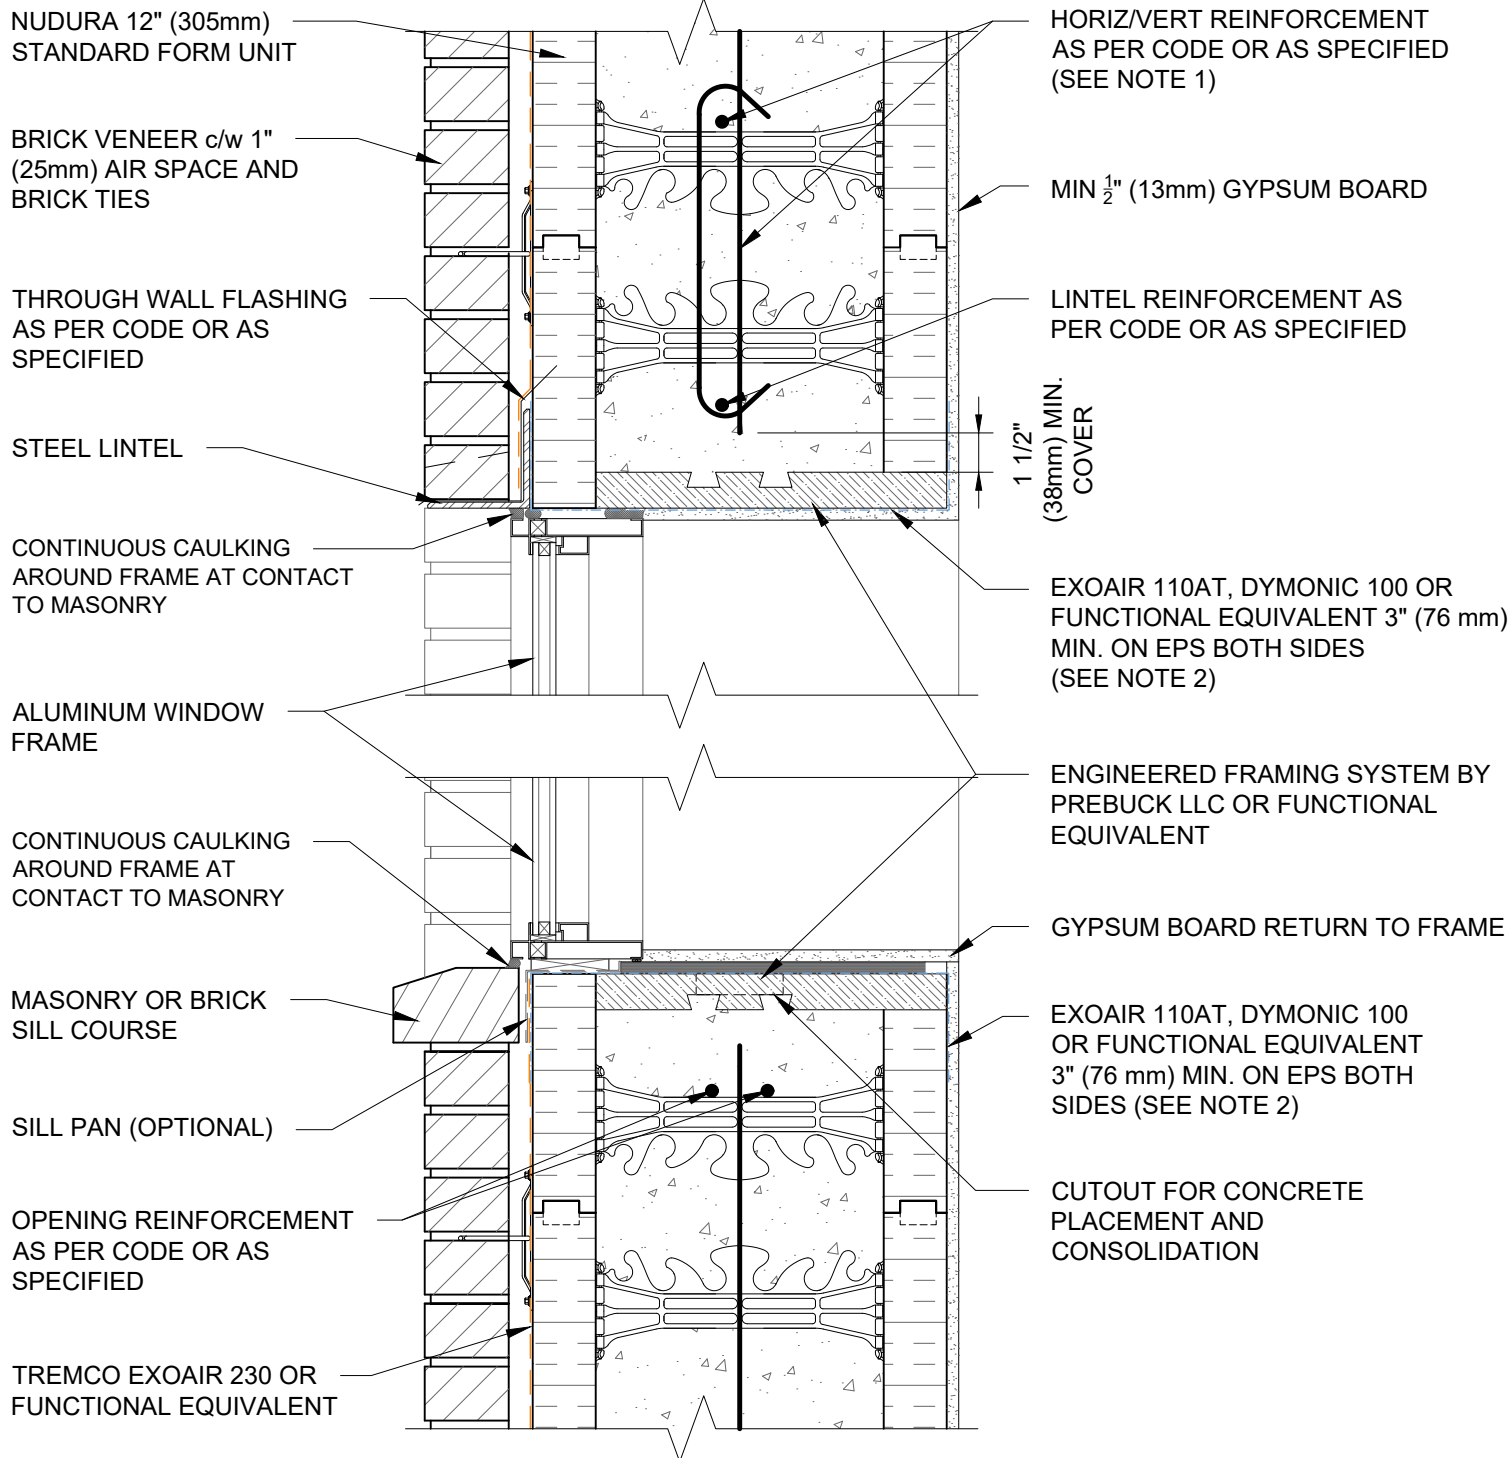 NUDURA 12" (305mm)
STANDARD FORM UNIT
BRICK VENEER c/w 1"
(25mm) AIR SPACE AND
BRICK TIES
THROUGH WALL FLASHING
AS PER CODE OR AS
SPECIFIED
STEEL LINTEL
CONTINUOUS CAULKING
AROUND FRAME AT CONTACT
TO MASONRY
ALUMINUM WINDOW
FRAME
CONTINUOUS CAULKING
AROUND FRAME AT
CONTACT TO MASONRY
MASONRY OR BRICK
SILL COURSE
SILL PAN (OPTIONAL)
OPENING REINFORCEMENT
AS PER CODE OR AS
SPECIFIED
TREMCO EXOAIR 230 OR
FUNCTIONAL EQUIVALENT
HORIZ/VERT REINFORCEMENT
AS PER CODE OR AS SPECIFIED
(SEE NOTE 1)
MIN 1/2" (13mm) GYPSUM BOARD
LINTEL REINFORCEMENT AS
PER CODE OR AS SPECIFIED
1 1/2"
(38mm) MIN.
COVER
EXOAIR 110AT, DYMONIC 100 OR
FUNCTIONAL EQUIVALENT 3" (76 mm)
MIN. ON EPS BOTH SIDES
(SEE NOTE 2)
ENGINEERED FRAMING SYSTEM BY
PREBUCK LLC OR FUNCTIONAL
EQUIVALENT
GYPSUM BOARD RETURN TO FRAME
EXOAIR 110AT, DYMONIC 100
OR FUNCTIONAL EQUIVALENT
3" (76 mm) MIN. ON EPS BOTH
SIDES (SEE NOTE 2)
CUTOUT FOR CONCRETE
PLACEMENT AND
CONSOLIDATION